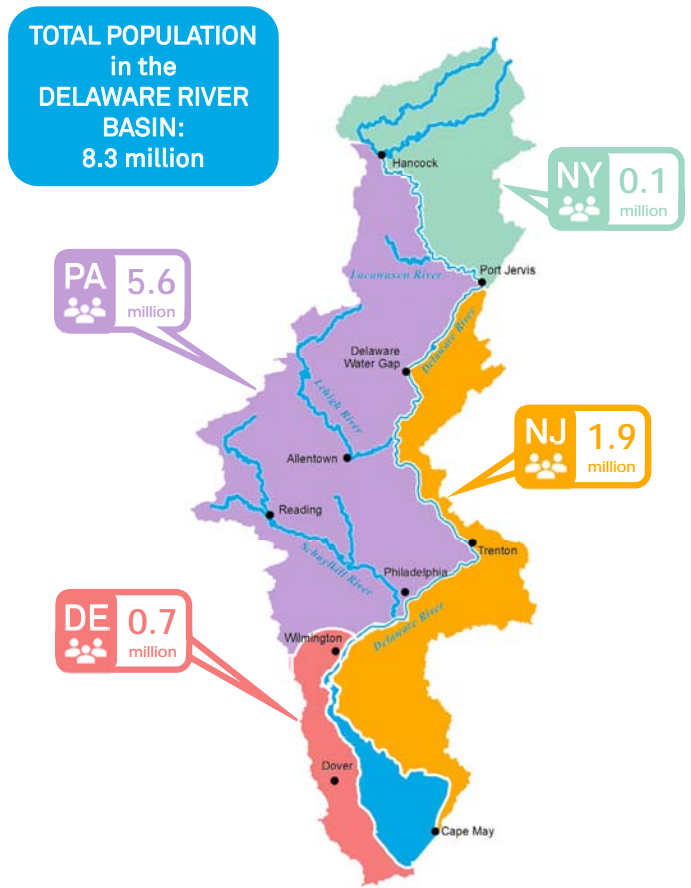 TOTAL POPULATION
in the
DELAWARE RIVER
BASIN:
8.3 million
Hancock
NY
0.1
million
Lacawaxen River
Port Jervis
PA
5.6
million
Delaware River
Delaware
Water Gap
Lehigh River
NJ
1.9
million
Allentown
Reading
Trenton
Schuylkill River
Philadelphia
DE
0.7
million
Delaware River
Wilmington
Dover
Cape May